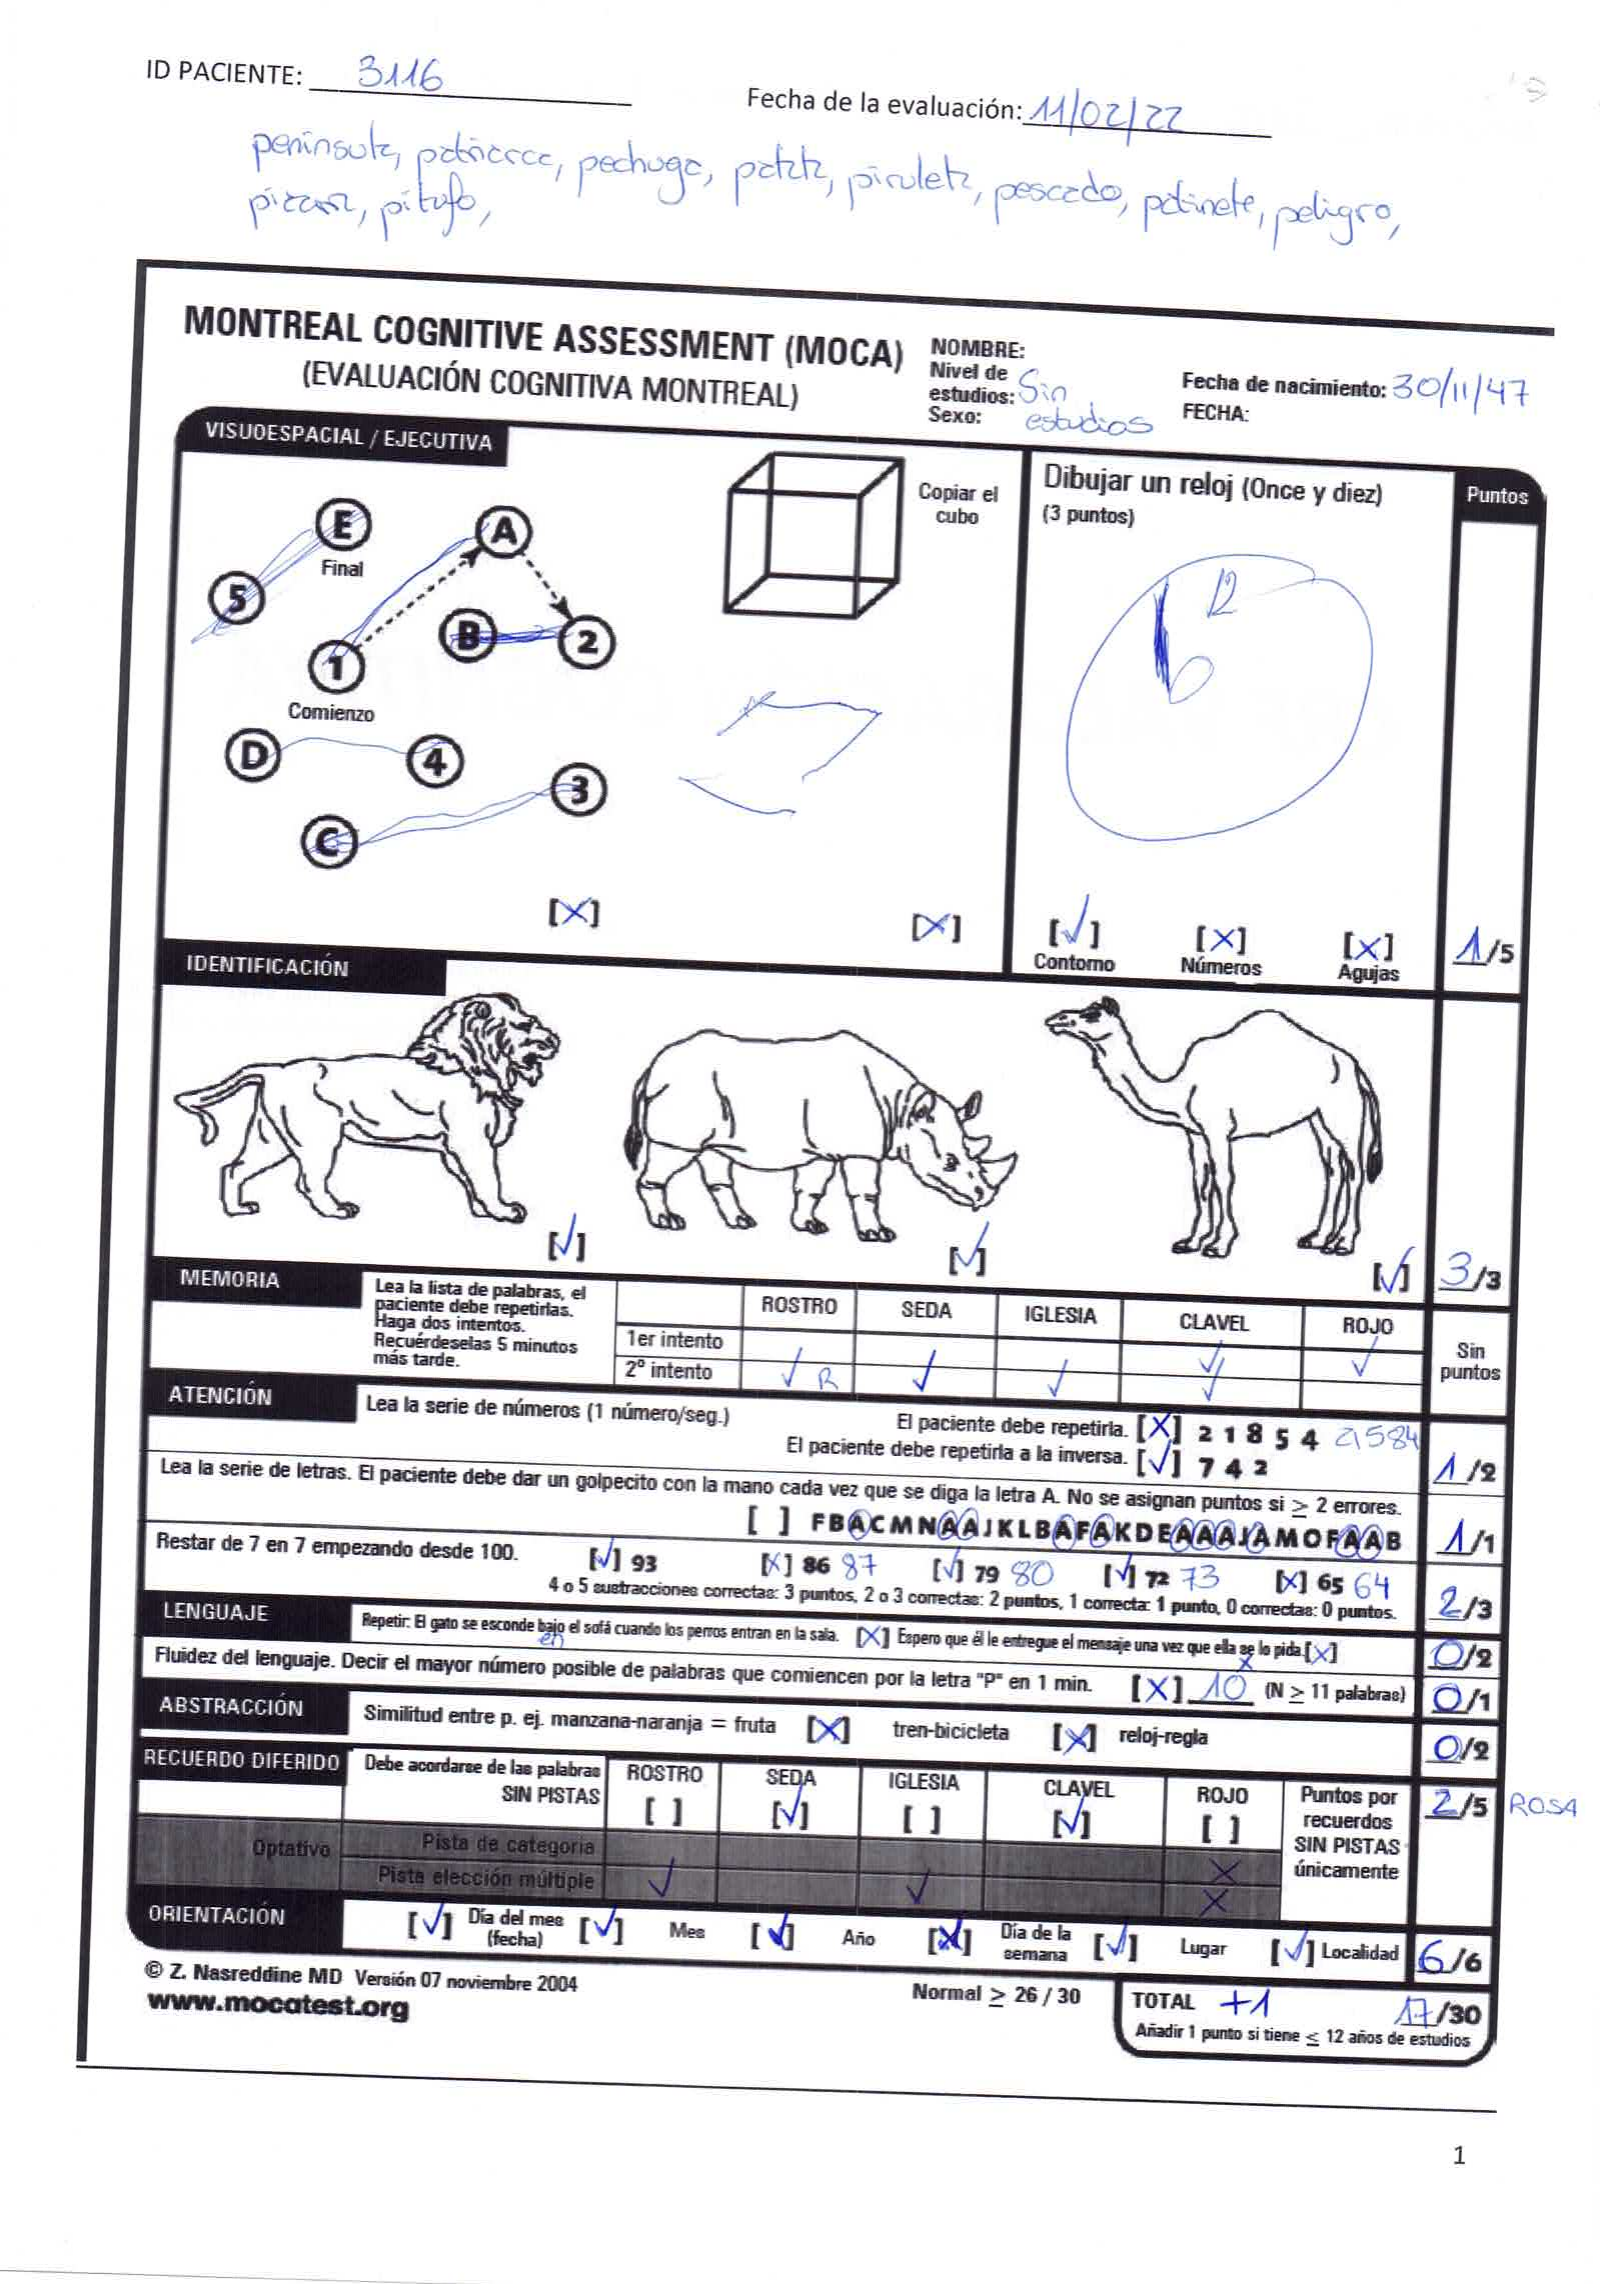 ID PACIENTE: 3116
Fecha de la evaluación: 11/02/22
península, patriarca, pechuga, patata, piruleta, pescado, patinete, peligro,
pizarra, pitufo,
MONTREAL COGNITIVE ASSESSMENT (MOCA)
(EVALUACIÓN COGNITIVA MONTREAL)
NOMBRE:
Nivel de
estudios: Sin
Sexo: estudios
Fecha de nacimiento: 30/11/47
FECHA:
VISUOESPACIAL / EJECUTIVA
E
Final
A
5
B
2
1
Comienzo
D
4
3
C
[X]
Copiar el
cubo
[X]
Dibujar un reloj (Once y diez)
(3 puntos)
12
6
[✓] [X] [X]
Contorno Números Agujas
Puntos
1/5
IDENTIFICACIÓN
[✓] [✓] [✓] 3/3
MEMORIA
Lea la lista de palabras, el
paciente debe repetirlas.
Haga dos intentos.
Recuérdeselas 5 minutos
más tarde.
ROSTRO SEDA IGLESIA CLAVEL ROJO
1er intento ✓ ✓
2º intento ✓ R ✓ ✓ ✓
Sin
puntos
ATENCIÓN
Lea la serie de números (1 número/seg.)
El paciente debe repetirla. [X] 2 1 8 5 4 21584
El paciente debe repetirla a la inversa. [✓] 7 4 2
1/2
Lea la serie de letras. El paciente debe dar un golpecito con la mano cada vez que se diga la letra A. No se asignan puntos si ≥ 2 errores.
[ ] FBACMNAAJKLBAFAKDEAAAJAMOFAAB 1/1
Restar de 7 en 7 empezando desde 100. [✓] 93 [X] 86 87 [✓] 79 80 [✓] 72 73 [X] 65 64
4 o 5 sustracciones correctas: 3 puntos, 2 o 3 correctas: 2 puntos, 1 correcta: 1 punto, 0 correctas: 0 puntos. 2/3
LENGUAJE
Repetir: El gato se esconde bajo el sofá cuando los perros entran en la sala. [X] Espero que él le entregue el mensaje una vez que ella se lo pida. [X] 0/2
en x
Fluidez del lenguaje. Decir el mayor número posible de palabras que comiencen por la letra "P" en 1 min. [X] 10 (N ≥ 11 palabras) 0/1
ABSTRACCIÓN
Similitud entre p. ej. manzana-naranja = fruta [X] tren-bicicleta [X] reloj-regla 0/2
RECUERDO DIFERIDO
Debe acordarse de las palabras
SIN PISTAS
ROSTRO SEDA IGLESIA CLAVEL ROJO
[ ] [✓] [ ] [✓] [ ]
Puntos por
recuerdos
SIN PISTAS
únicamente
2/5 ROSA
Optativo
Pista de categoria X
Pista elección múltiple ✓ ✓ X
ORIENTACIÓN
[✓] Día del mes (fecha) [✓] Mes [✓] Año [X] Día de la semana [✓] Lugar [✓] Localidad 6/6
© Z. Nasreddine MD Versión 07 noviembre 2004
www.mocatest.org
Normal ≥ 26 / 30
TOTAL +1 17/30
Añadir 1 punto si tiene ≤ 12 años de estudios
1